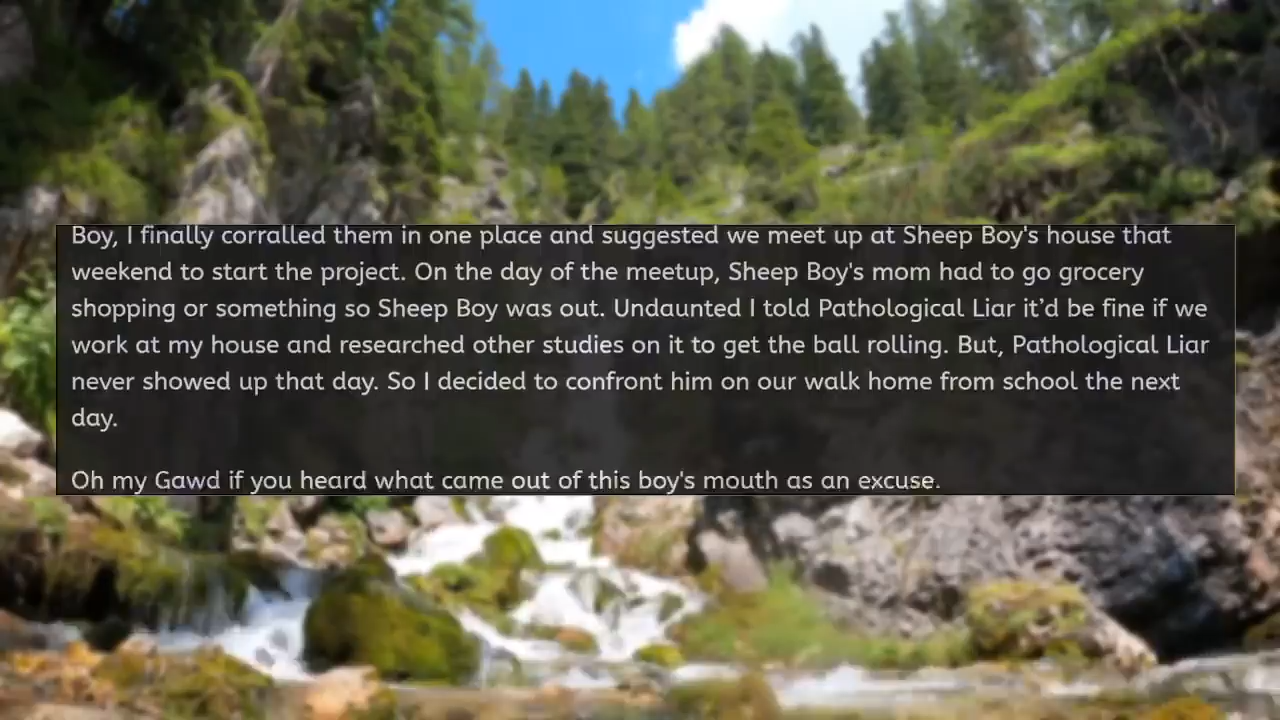 Boy, I finally corralled them in one place and suggested we meet up at Sheep Boy's house that
weekend to start the project. On the day of the meetup, Sheep Boy's mom had to go grocery
shopping or something so Sheep Boy was out. Undaunted I told Pathological Liar it’d be fine if we
work at my house and researched other studies on it to get the ball rolling. But, Pathological Liar
never showed up that day. So I decided to confront him on our walk home from school the next
day.
Oh my Gawd if you heard what came out of this boy's mouth as an excuse.